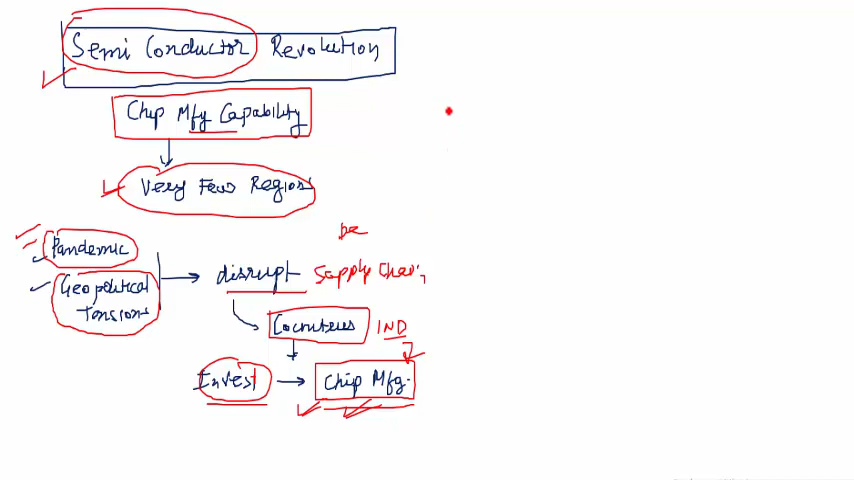 Semi Conductor Revolution
Chip Mfg Capability
Very Few Regions
Pandemic
Geopolitical
Tensions
disrupt Supply Chain
Countries IND
Invest
Chip Mfg.